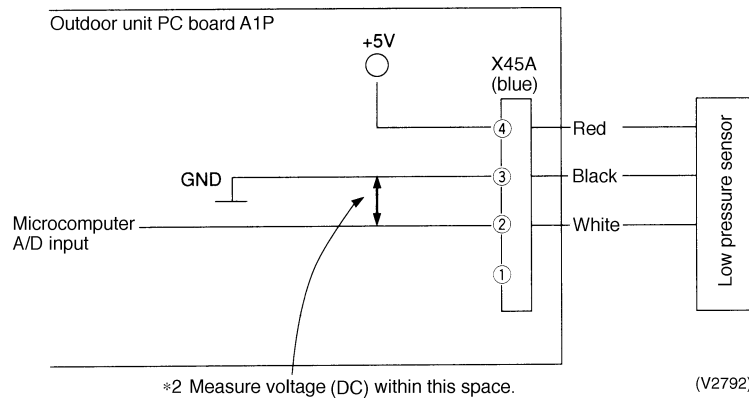 Outdoor unit PC board A1P
+5V
X45A
(blue)
④
Red
③
Black
GND
②
White
Microcomputer
A/D input
①
Low pressure sensor
*2 Measure voltage (DC) within this space.
(V2792)